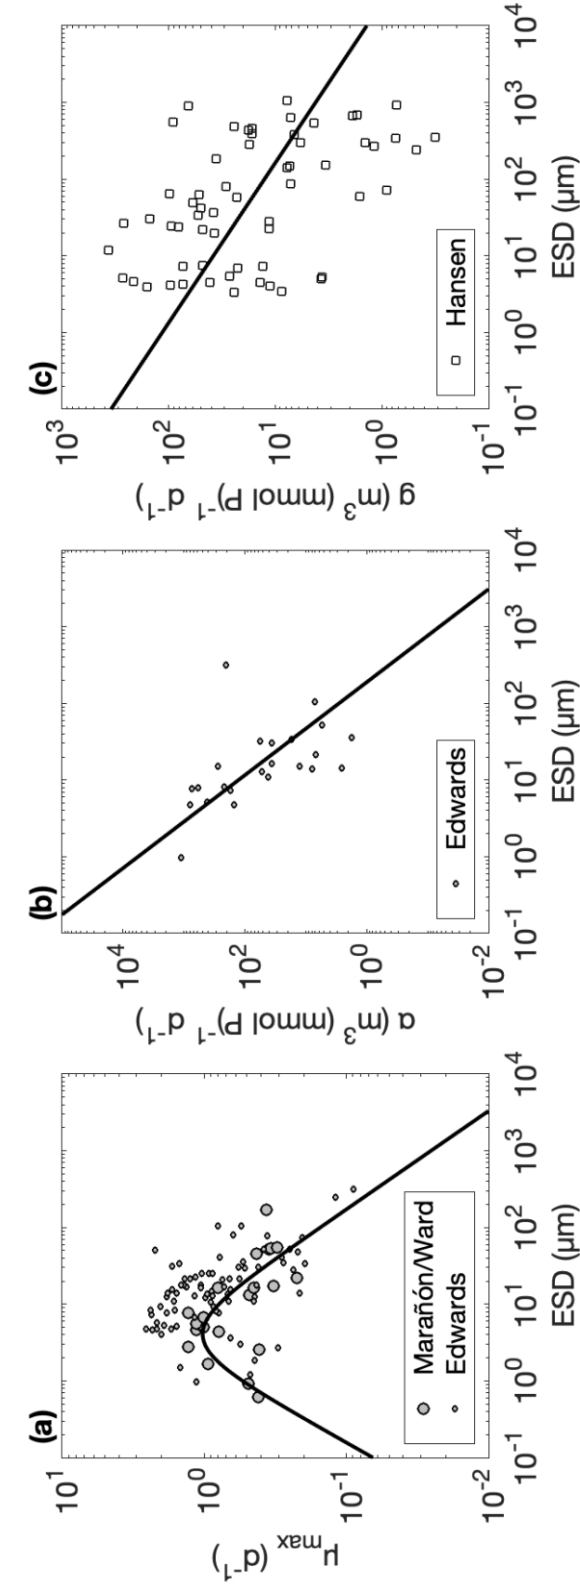 (a)
10¹
10⁰
10⁻¹
10⁻²
μmax (d⁻¹)
Marañón/Ward
Edwards
10⁻¹ 10⁰ 10¹ 10² 10³ 10⁴
ESD (μm)
(b)
10⁴
10²
10⁰
10⁻²
α (m³ (mmol P)⁻¹ d⁻¹)
Edwards
10⁻¹ 10⁰ 10¹ 10² 10³ 10⁴
ESD (μm)
(c)
10³
10²
10¹
10⁰
10⁻¹
g (m³ (mmol P)⁻¹ d⁻¹)
Hansen
10⁻¹ 10⁰ 10¹ 10² 10³ 10⁴
ESD (μm)